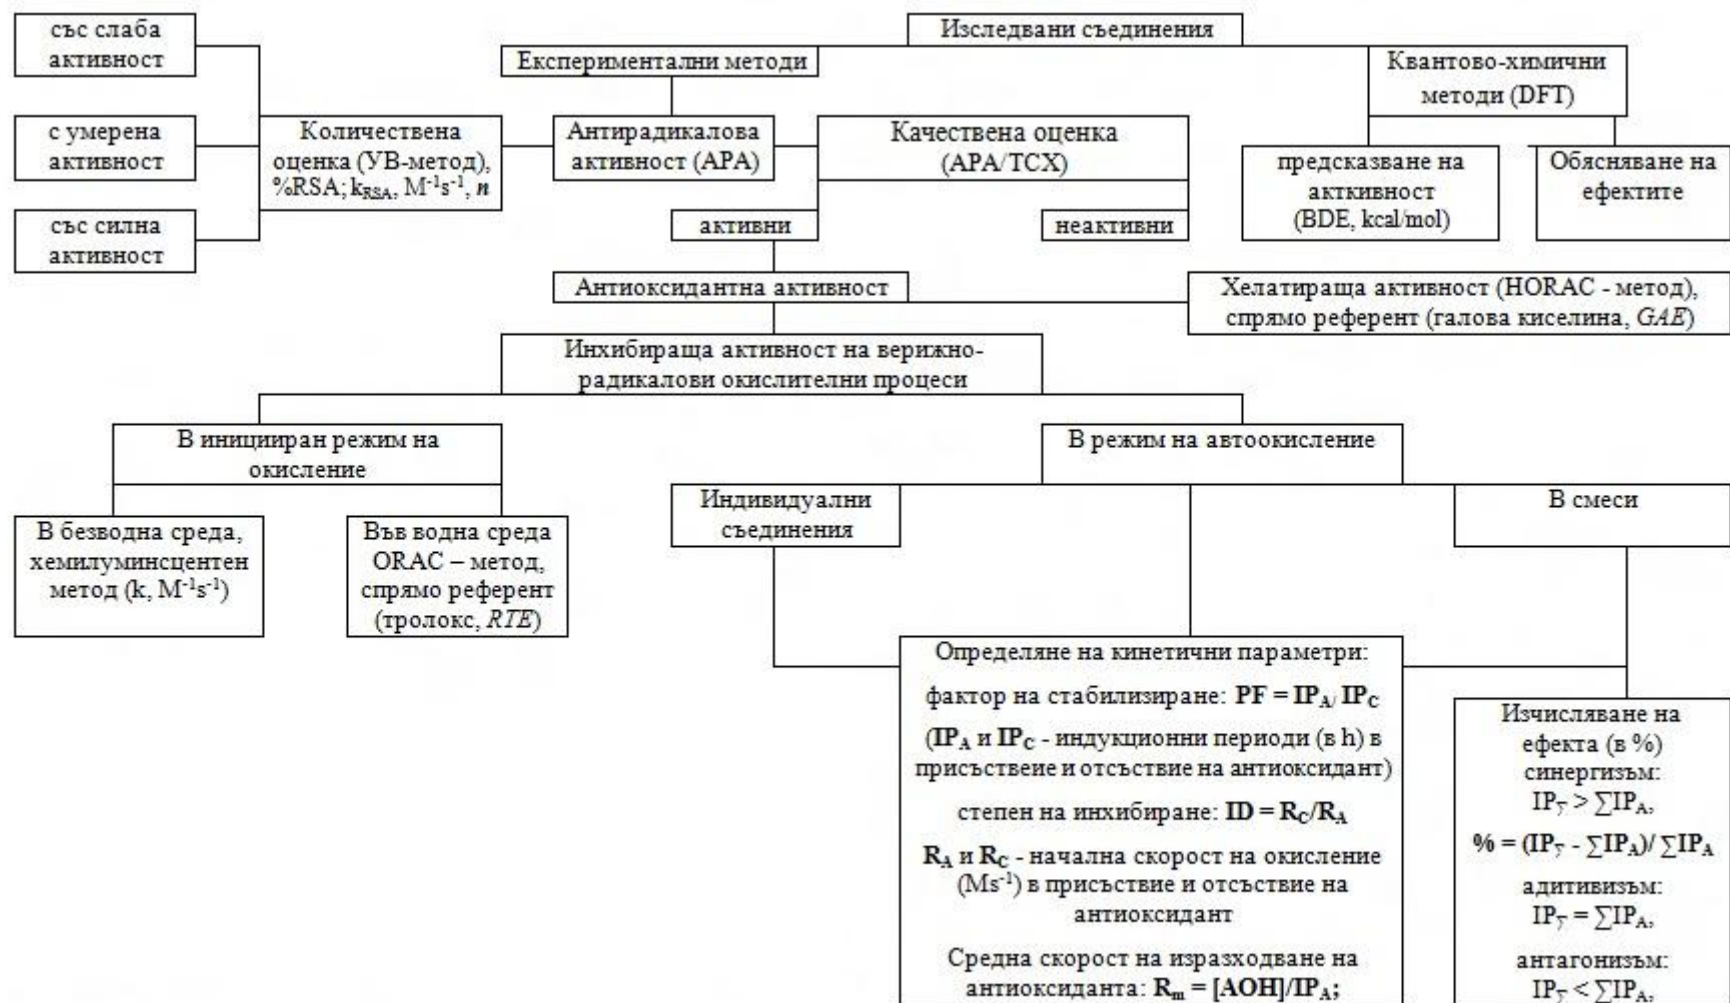 Изследвани съединения
Експериментални методи
Квантово-химични
методи (DFT)
със слаба
активност
с умерена
активност
със силна
активност
Количествена
оценка (УВ-метод),
%RSA; k_RSA, M⁻¹s⁻¹, n
Антирадикалова
активност (АРА)
Качествена оценка
(АРА/ТСХ)
предсказване на
акткивност
(BDE, kcal/mol)
Обясняване на
ефектите
активни
неактивни
Антиоксидантна активност
Хелатираща активност (HORAC - метод),
спрямо референт (галова киселина, GAE)
Инхибираща активност на верижно-
радикалови окислителни процеси
В иницииран режим на
окисление
В режим на автоокисление
В безводна среда,
хемилуминсцентен
метод (k, M⁻¹s⁻¹)
Във водна среда
ORAC – метод,
спрямо референт
(тролокс, RTE)
Индивидуални
съединения
В смеси
Определяне на кинетични параметри:
фактор на стабилизиране: PF = IP_A/ IP_C
(IP_A и IP_C - индукционни периоди (в h) в
присъствеие и отсъствие на антиоксидант)
степен на инхибиране: ID = R_C/R_A
R_A и R_C - начална скорост на окисление
(Ms⁻¹) в присъствие и отсъствие на
антиоксидант
Средна скорост на изразходване на
антиоксиданта: R_m = [AOH]/IP_A;
Изчисляване на
ефекта (в %)
синергизъм:
IP_∑ > ∑IP_A,
% = (IP_∑ - ∑IP_A)/ ∑IP_A
адитивизъм:
IP_∑ = ∑IP_A,
антагонизъм:
IP_∑ < ∑IP_A,